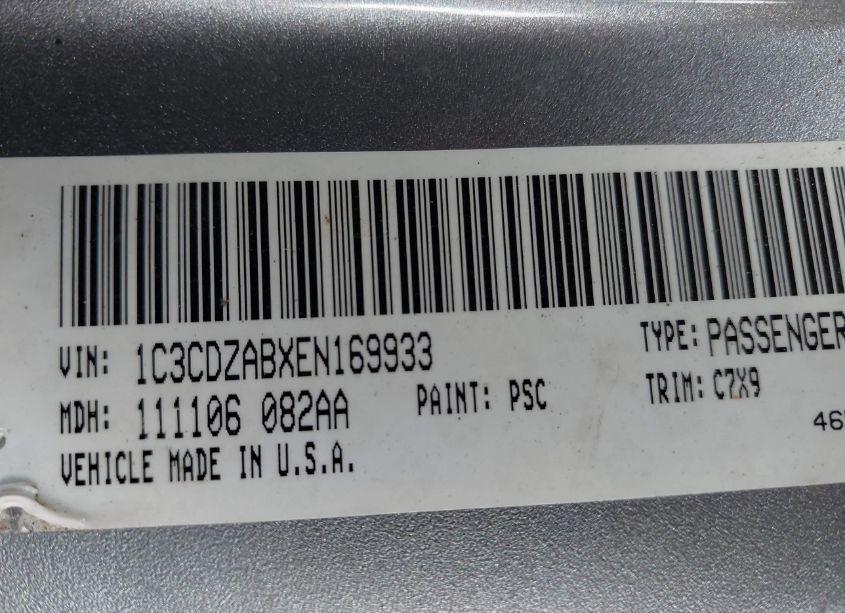 VIN: 1C3CDZABXEN169933 TYPE: PASSENGER
MDH: 111106 082AA PAINT: PSC TRIM: C7X9
VEHICLE MADE IN U.S.A.